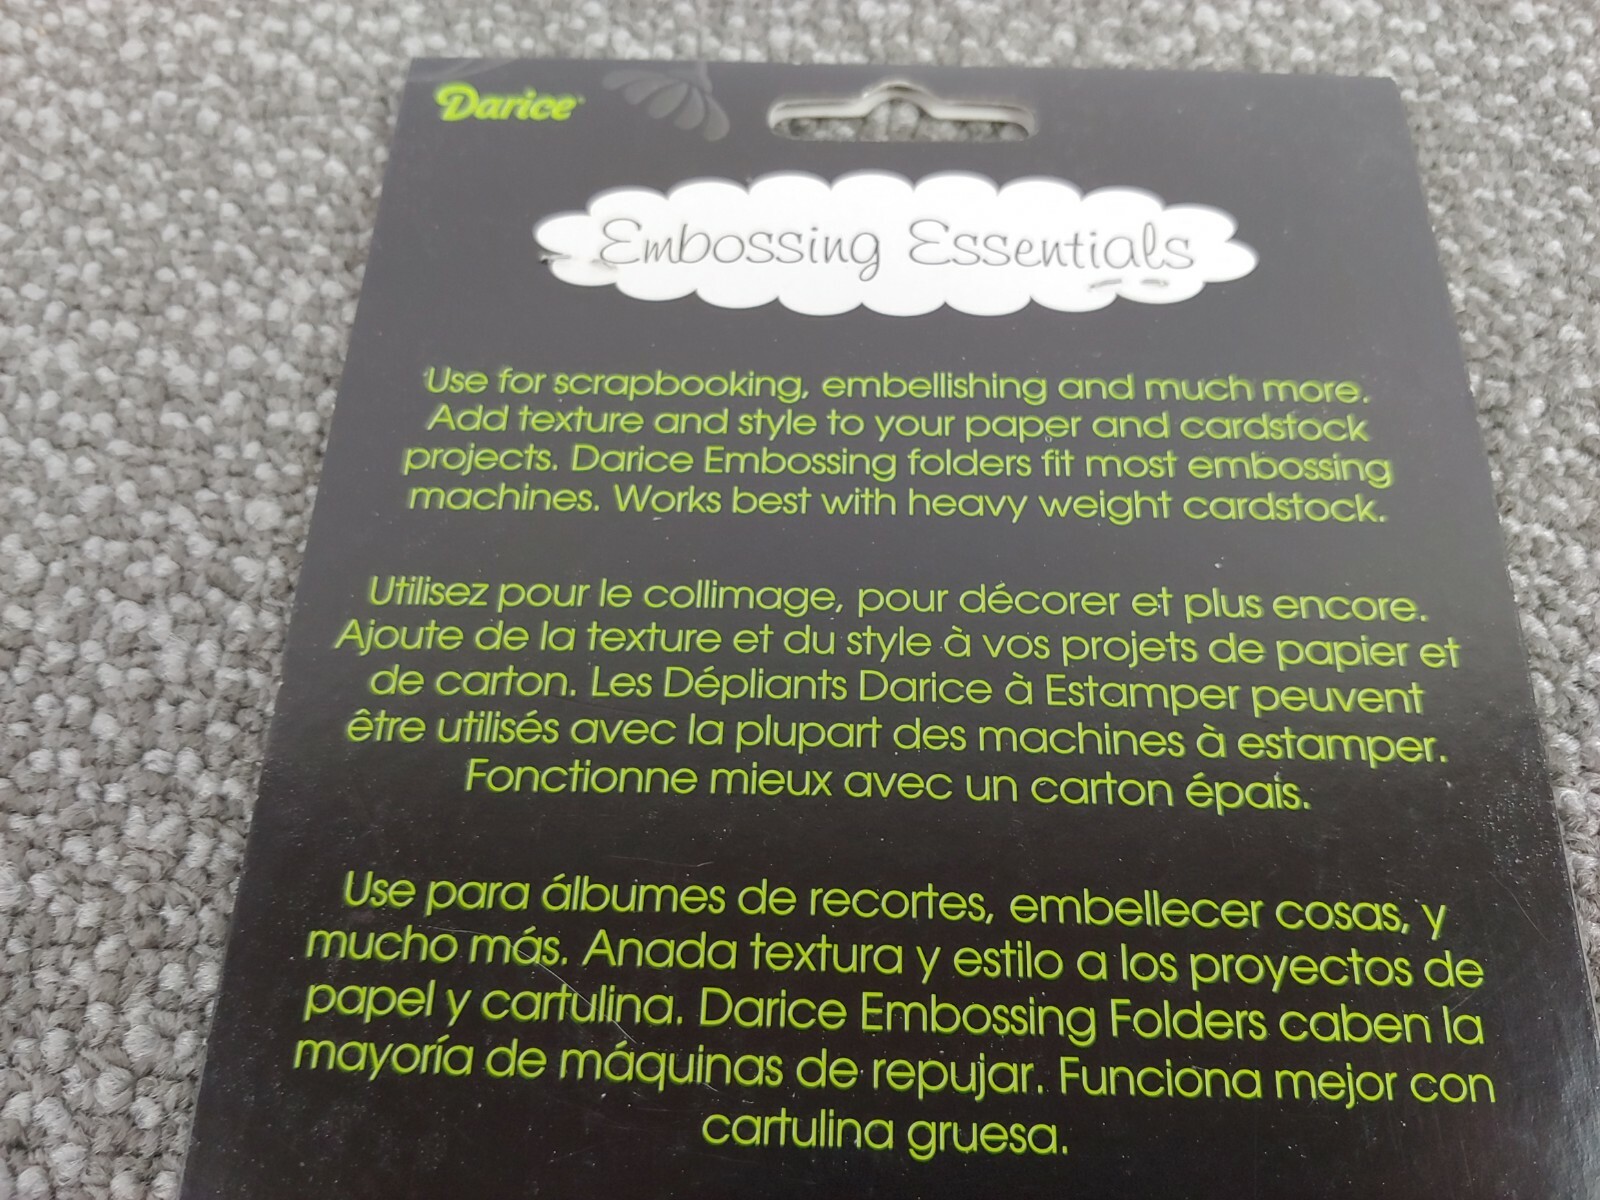 Darice
Embossing Essentials
Use for scrapbooking, embellishing and much more.
Add texture and style to your paper and cardstock
projects. Darice Embossing folders fit most embossing
machines. Works best with heavy weight cardstock.
Utilisez pour le collimage, pour décorer et plus encore.
Ajoute de la texture et du style à vos projets de papier et
de carton. Les Dépliants Darice à Estamper peuvent
être utilisés avec la plupart des machines à estamper.
Fonctionne mieux avec un carton épais.
Use para álbumes de recortes, embellecer cosas, y
mucho más. Anada textura y estilo a los proyectos de
papel y cartulina. Darice Embossing Folders caben la
mayoría de máquinas de repujar. Funciona mejor con
cartulina gruesa.